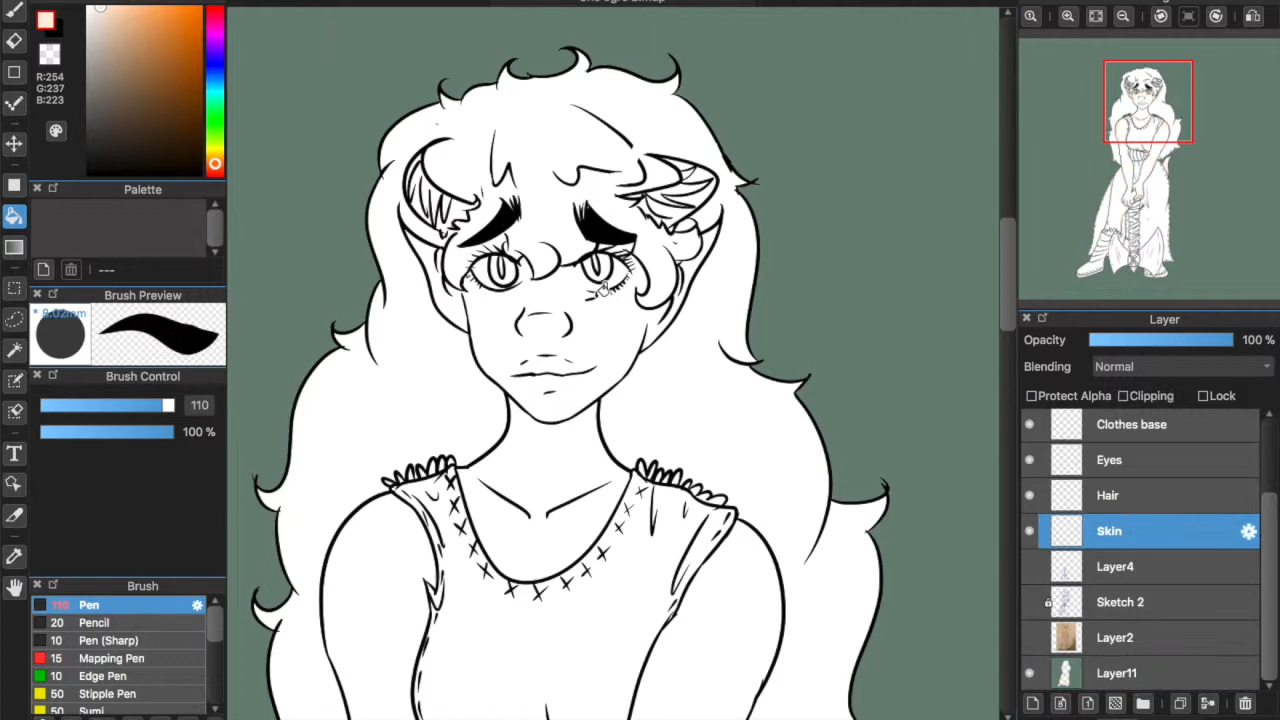 R:254
G:237
B:223
Palette
---
Brush Preview
* 8.02mm
Brush Control
110
100 %
Brush
110 Pen
20 Pencil
10 Pen (Sharp)
15 Mapping Pen
10 Edge Pen
50 Stipple Pen
50 Sumi
Layer
Opacity 100 %
Blending Normal
Protect Alpha Clipping Lock
Clothes base
Eyes
Hair
Skin
Layer4
Sketch 2
Layer2
Layer11